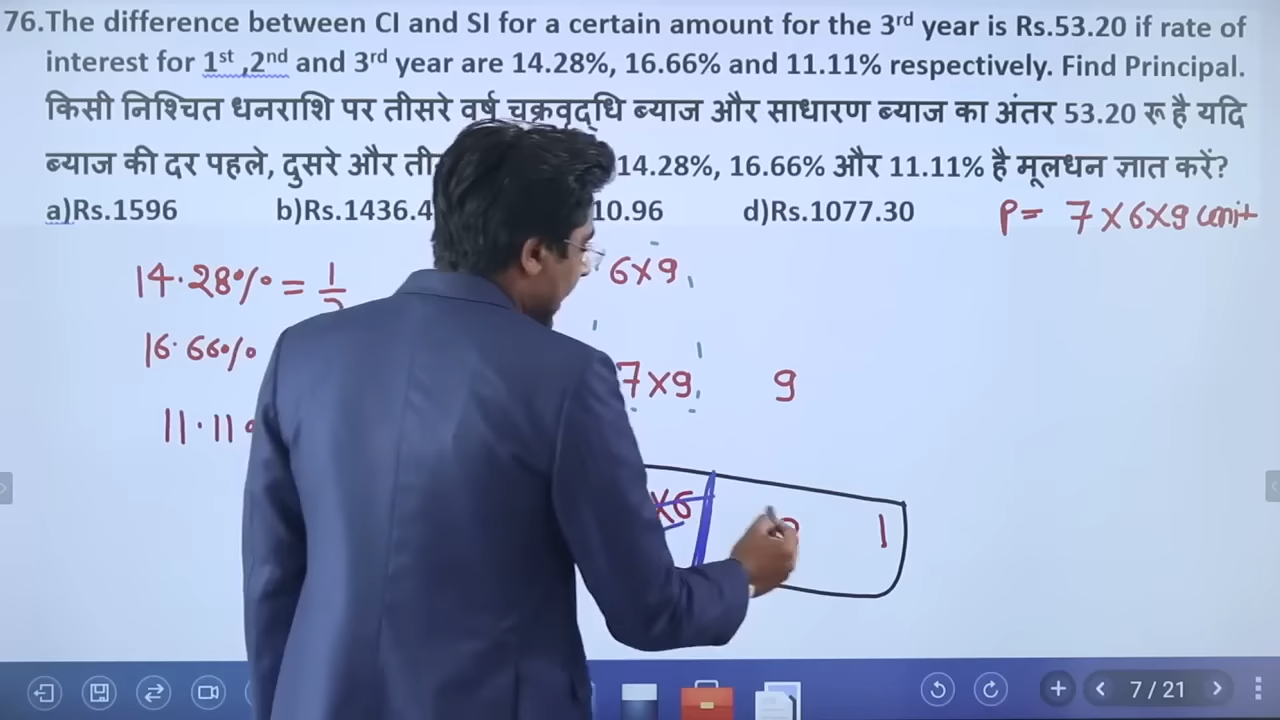 76.The difference between CI and SI for a certain amount for the 3rd year is Rs.53.20 if rate of
interest for 1st ,2nd and 3rd year are 14.28%, 16.66% and 11.11% respectively. Find Principal.
किसी निश्चित धनराशि पर तीसरे वर्ष चक्रवृद्धि ब्याज और साधारण ब्याज का अंतर 53.20 रू है यदि
ब्याज की दर पहले, दुसरे और 14.28%, 16.66% और 11.11% है मूलधन ज्ञात करें?
a)Rs.1596 b)Rs.1436.4 10.96 d)Rs.1077.30
P = 7×6×9 unit
14.28% = 1
6×9
16.66%
7×9 9
11.11
×6 1
7 / 21